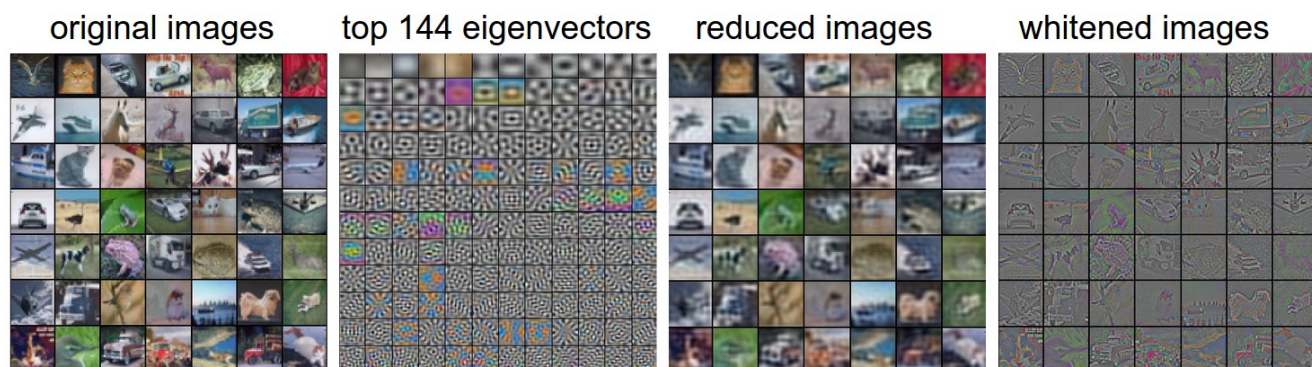 original images
top 144 eigenvectors
reduced images
whitened images